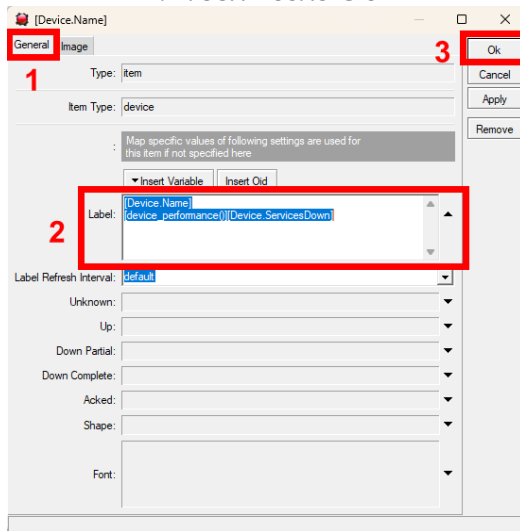 [Device.Name]
General Image
3
Ok
1
Type: item
Cancel
Item Type: device
Apply
: Map specific values of following settings are used for
this item if not specified here
Remove
Insert Variable Insert Oid
2
Label: [Device.Name]
[device_performance()][Device.ServicesDown]
Label Refresh Interval: default
Unknown:
Up:
Down Partial:
Down Complete:
Acked:
Shape:
Font: